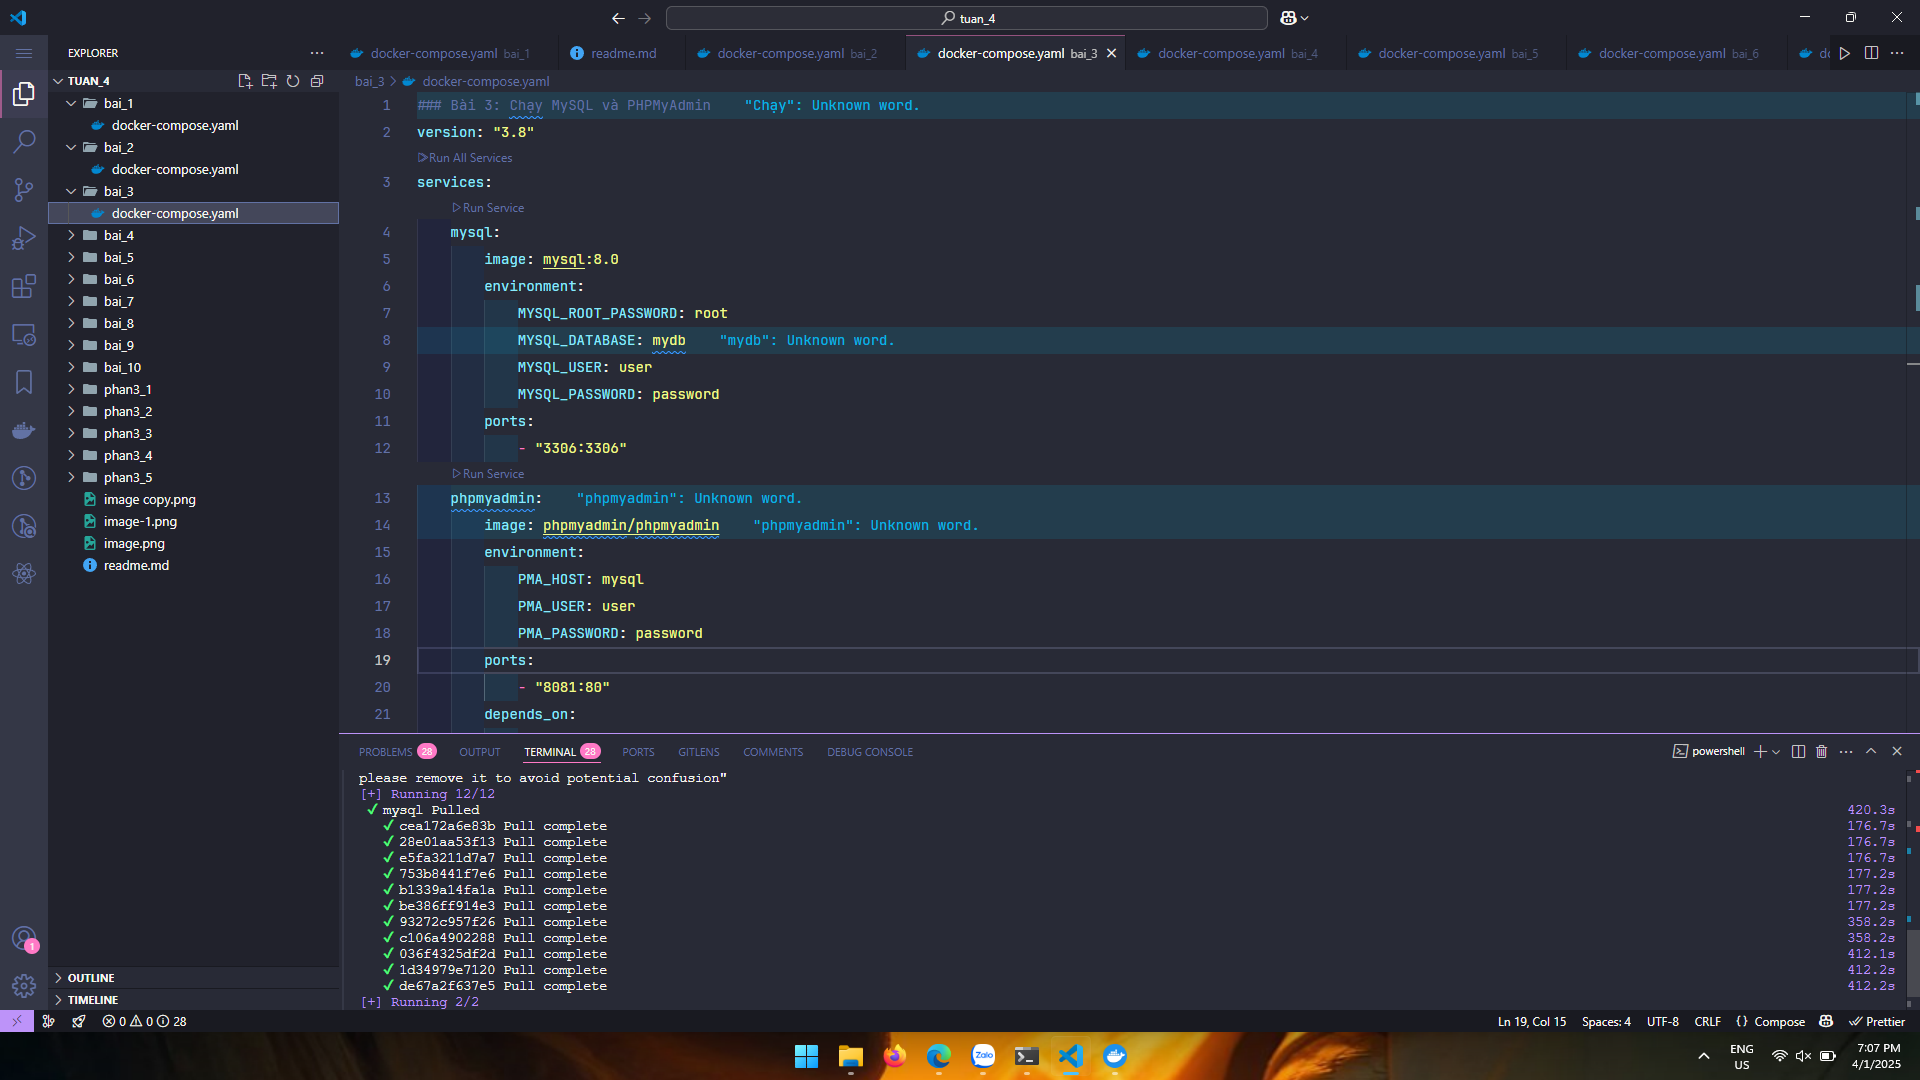 tuan_4
EXPLORER
TUAN_4
bai_1
docker-compose.yaml
bai_2
docker-compose.yaml
bai_3
docker-compose.yaml
bai_4
bai_5
bai_6
bai_7
bai_8
bai_9
bai_10
phan3_1
phan3_2
phan3_3
phan3_4
phan3_5
image copy.png
image-1.png
image.png
readme.md
OUTLINE
TIMELINE
docker-compose.yaml bai_1
readme.md
docker-compose.yaml bai_2
docker-compose.yaml bai_3
docker-compose.yaml bai_4
docker-compose.yaml bai_5
docker-compose.yaml bai_6
bai_3 > docker-compose.yaml
1 ### Bài 3: Chạy MySQL và PHPMyAdmin "Chạy": Unknown word.
2 version: "3.8"
Run All Services
3 services:
Run Service
4 mysql:
5 image: mysql:8.0
6 environment:
7 MYSQL_ROOT_PASSWORD: root
8 MYSQL_DATABASE: mydb "mydb": Unknown word.
9 MYSQL_USER: user
10 MYSQL_PASSWORD: password
11 ports:
12 - "3306:3306"
Run Service
13 phpmyadmin: "phpmyadmin": Unknown word.
14 image: phpmyadmin/phpmyadmin "phpmyadmin": Unknown word.
15 environment:
16 PMA_HOST: mysql
17 PMA_USER: user
18 PMA_PASSWORD: password
19 ports:
20 - "8081:80"
21 depends_on:
PROBLEMS 28 OUTPUT TERMINAL 28 PORTS GITLENS COMMENTS DEBUG CONSOLE powershell
please remove it to avoid potential confusion"
[+] Running 12/12
✓ mysql Pulled 420.3s
✓ cea172a6e83b Pull complete 176.7s
✓ 28e01aa53f13 Pull complete 176.7s
✓ e5fa3211d7a7 Pull complete 176.7s
✓ 753b8441f7e6 Pull complete 177.2s
✓ b1339a14fa1a Pull complete 177.2s
✓ be386ff914e3 Pull complete 177.2s
✓ 93272c957f26 Pull complete 358.2s
✓ c106a4902288 Pull complete 358.2s
✓ 036f4325df2d Pull complete 412.1s
✓ 1d34979e7120 Pull complete 412.2s
✓ de67a2f637e5 Pull complete 412.2s
[+] Running 2/2
1
0 0 28 Ln 19, Col 15 Spaces: 4 UTF-8 CRLF {} Compose Prettier
Zalo
ENG
US
7:07 PM
4/1/2025